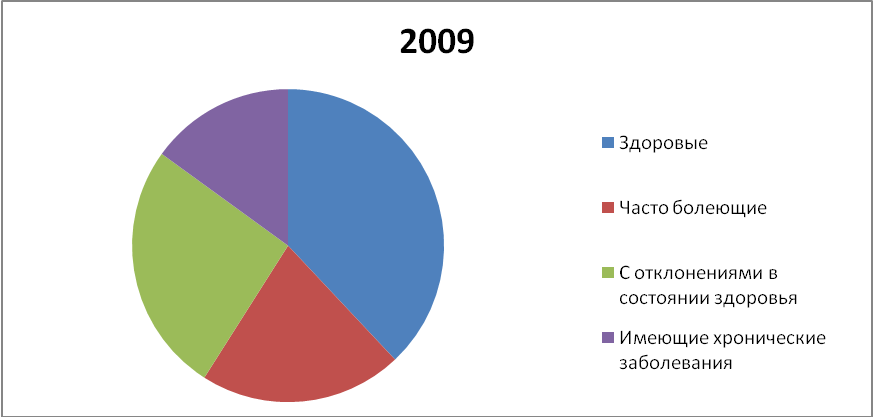 2009
Здоровые
Часто болеющие
С отклонениями в
состоянии здоровья
Имеющие хронические
заболевания